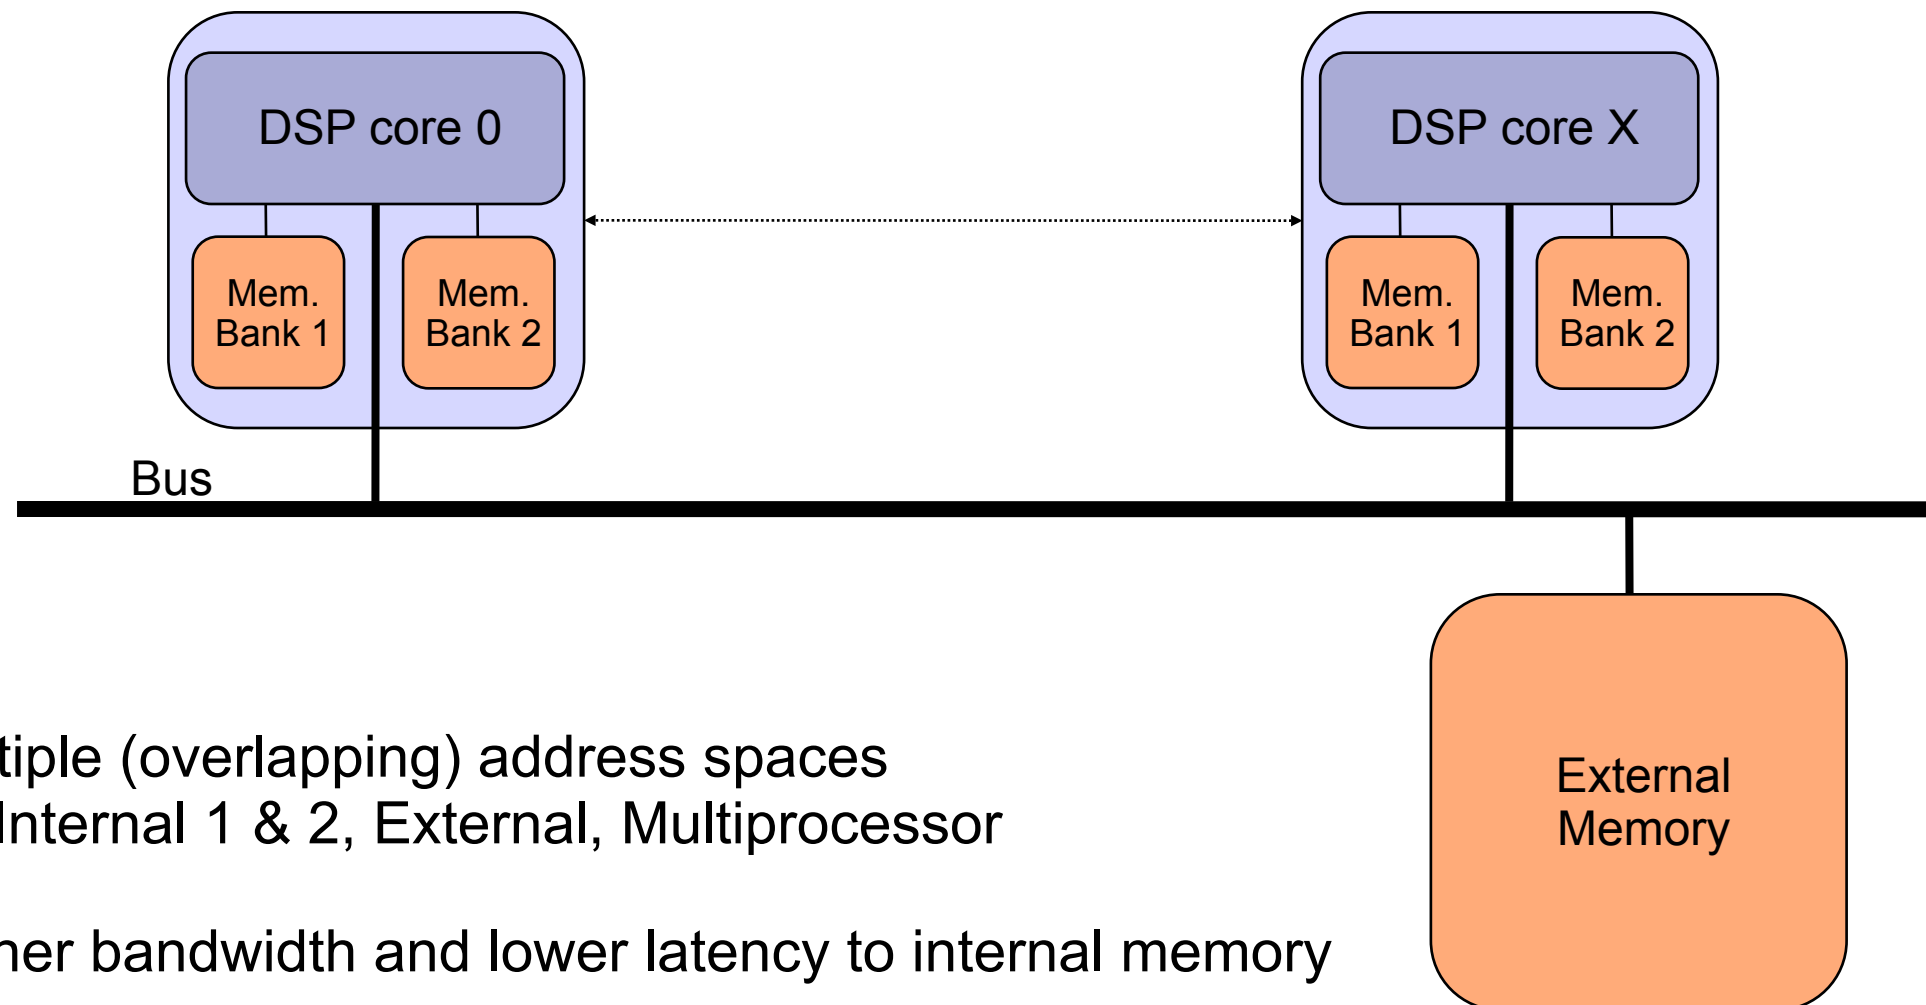 DSP core 0
DSP core X
Mem.
Bank 1
Mem.
Bank 2
Mem.
Bank 1
Mem.
Bank 2
Bus
tiple (overlapping) address spaces
Internal 1 & 2, External, Multiprocessor
ner bandwidth and lower latency to internal memory
External
Memory